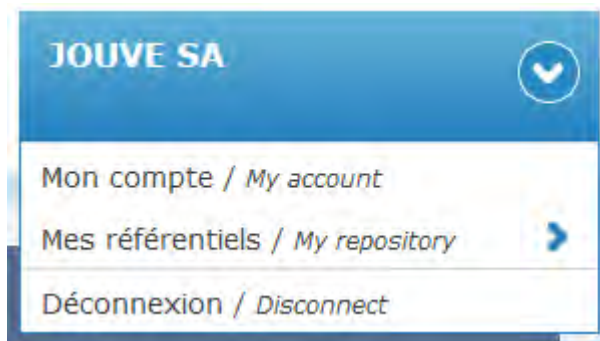 JOUVE SA
Mon compte / My account
Mes référentiels / My repository
Déconnexion / Disconnect